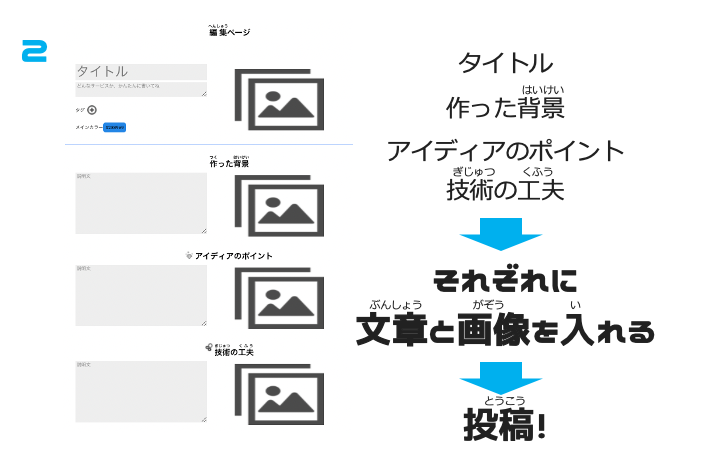 2
へんしゅう
編集ページ
タイトル
どんなサービスか、かんたんに書いてね
タグ
メインカラー
つく はいけい
作った背景
説明文
アイディアのポイント
説明文
ぎじゅつ くふう
技術の工夫
説明文
タイトル
はいけい
作った背景
アイディアのポイント
ぎじゅつ くふう
技術の工夫
それぞれに
ぶんしょう がぞう い
文章と画像を入れる
とうこう
投稿!